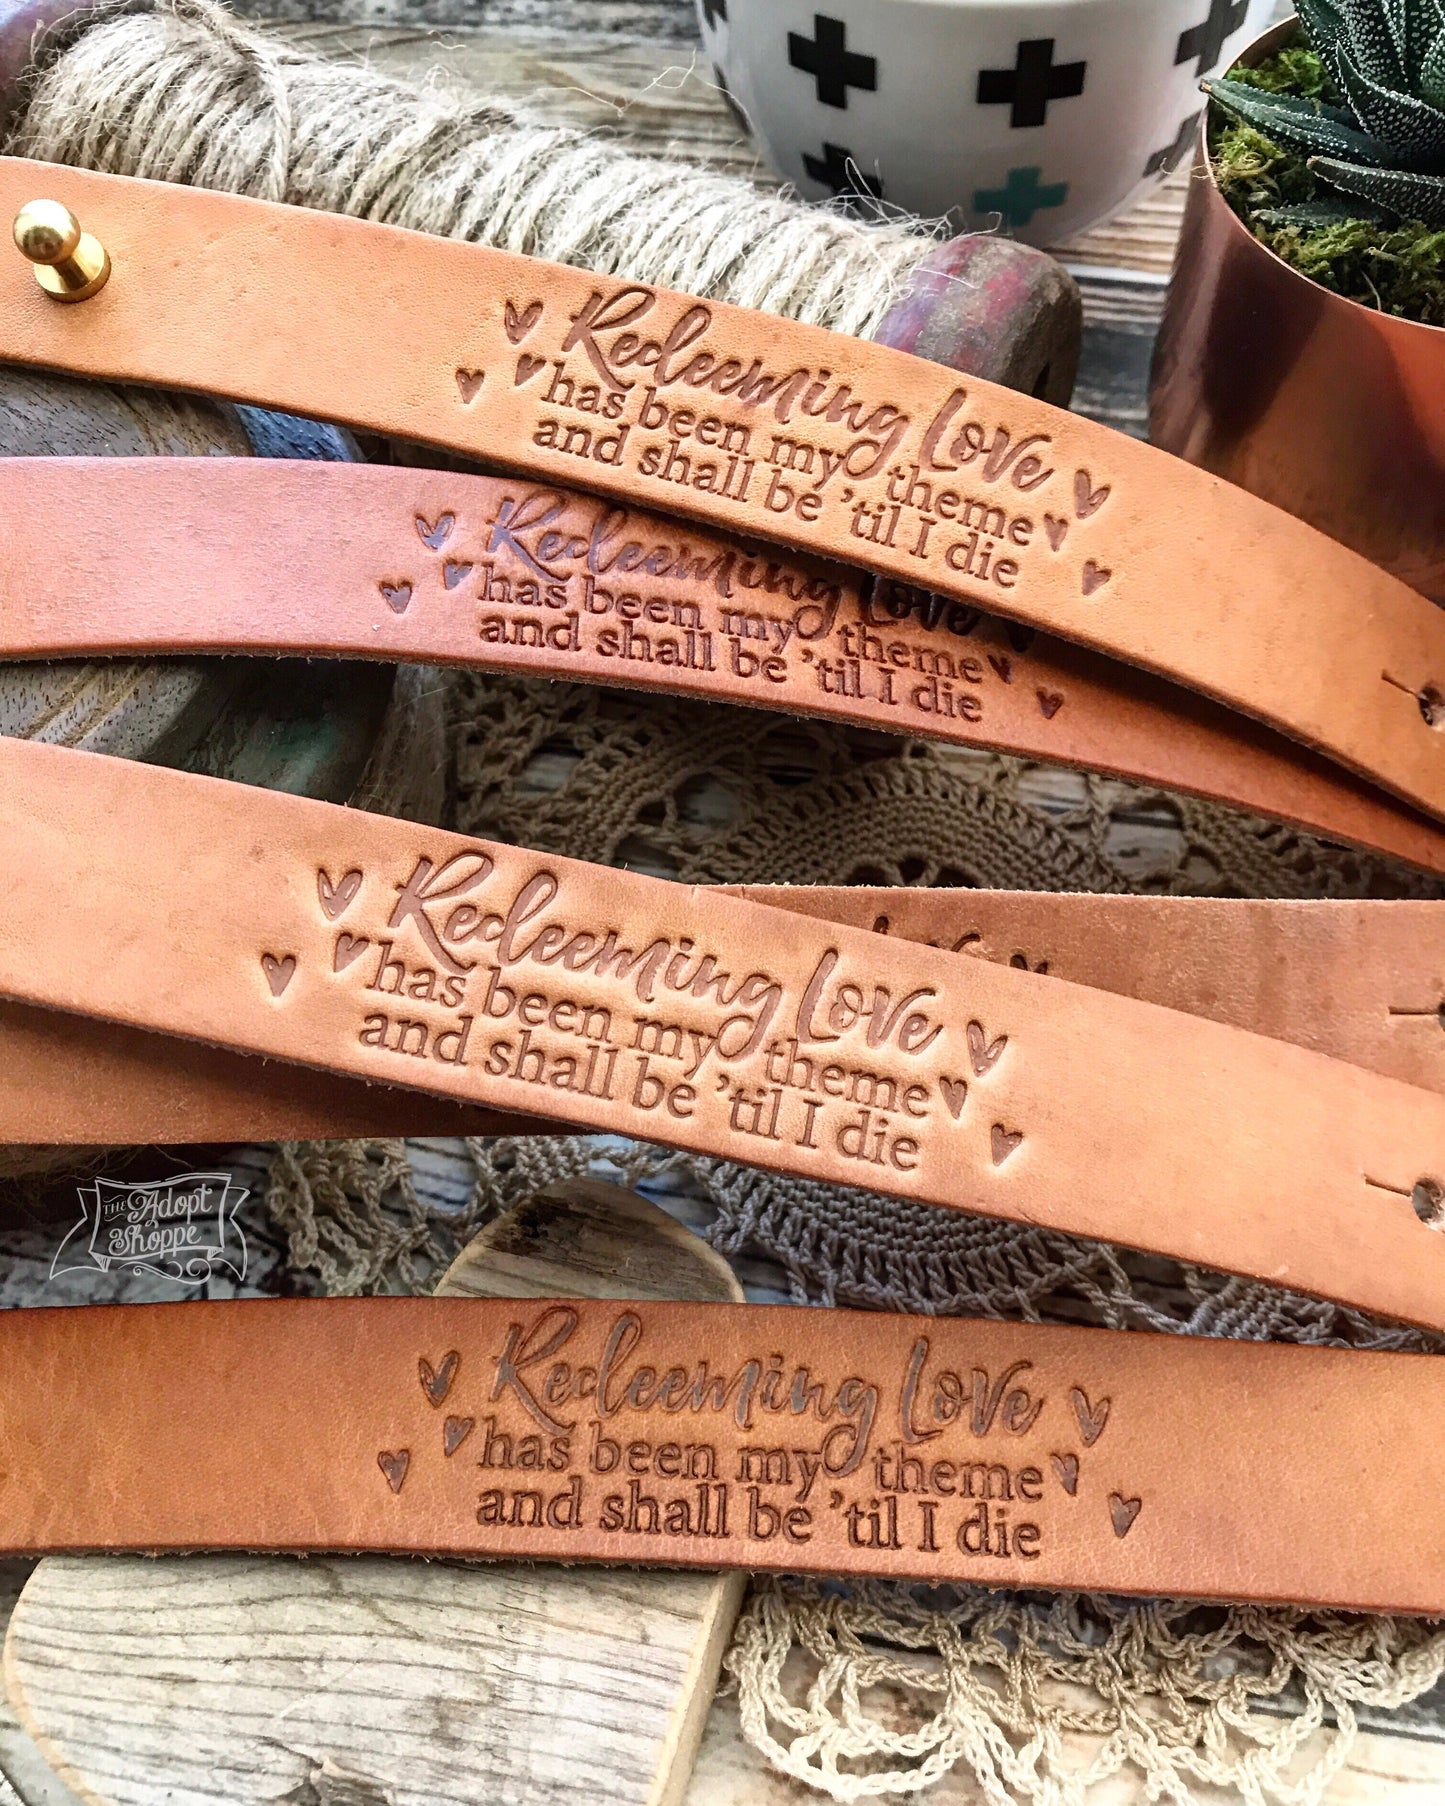 Redeeming Love
has been my theme
and shall be ’til I die
Redeeming Love
has been my theme
and shall be ’til I die
Redeeming Love
has been my theme
and shall be ’til I die
THE Adopt
Shoppe
Redeeming Love
has been my theme
and shall be ’til I die